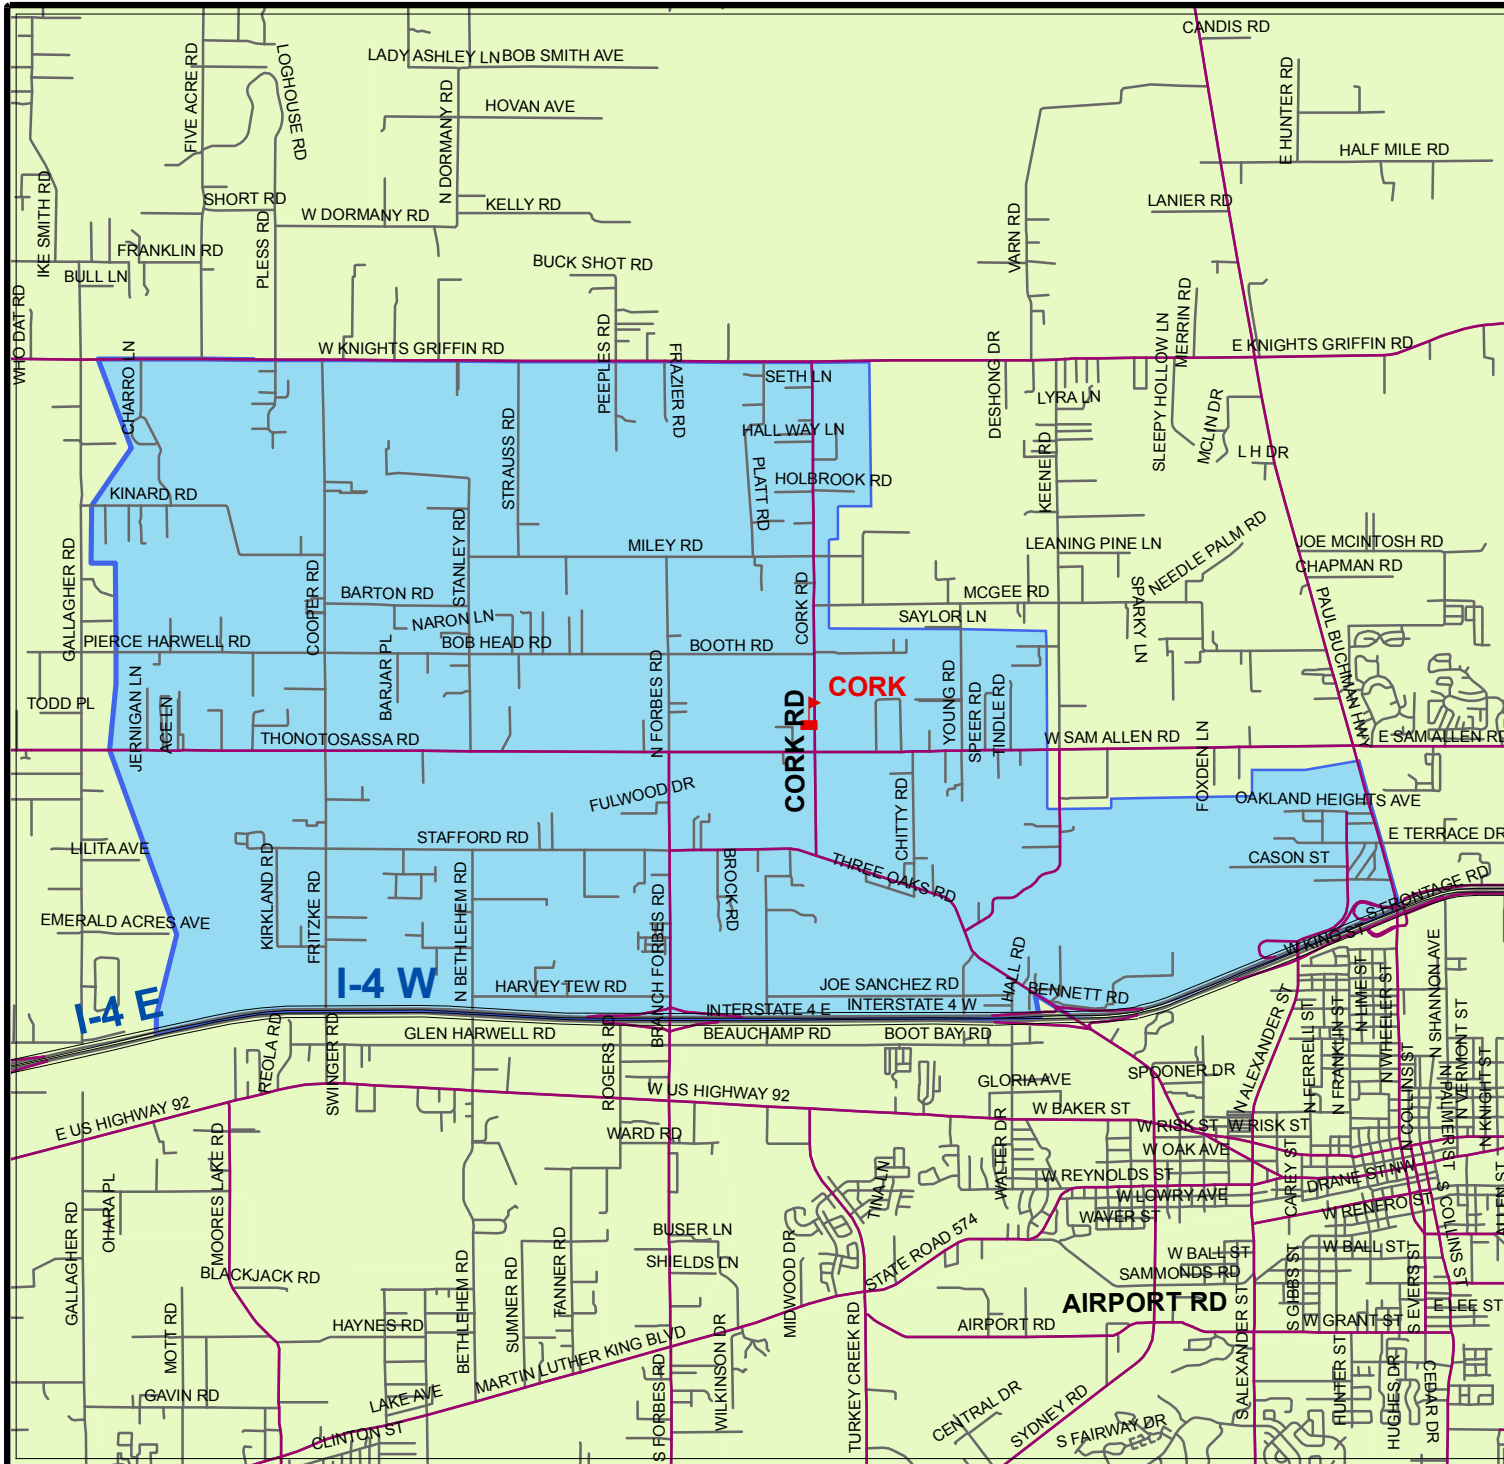 CANDIS RD
LADY ASHLEY LN
BOB SMITH AVE
FIVE ACRE RD
LOGHOUSE RD
N DORMANY RD
HOVAN AVE
E HUNTER RD
HALF MILE RD
IKE SMITH RD
SHORT RD
W DORMANY RD
KELLY RD
LANIER RD
PLESS RD
VARN RD
FRANKLIN RD
BULL LN
BUCK SHOT RD
WHO DAT RD
MERRIN RD
SLEEPY HOLLOW LN
CHARRO LN
W KNIGHTS GRIFFIN RD
E KNIGHTS GRIFFIN RD
PEEPLES RD
FRAZIER RD
DESHONG DR
SETH LN
LYRA LN
MCLIN DR
STRAUSS RD
HALL WAY LN
L H DR
KEENE RD
PLATT RD
HOLBROOK RD
KINARD RD
STANLEY RD
MILEY RD
LEANING PINE LN
NEEDLE PALM RD
JOE MCINTOSH RD
CHAPMAN RD
GALLAGHER RD
COOPER RD
BARTON RD
CORK RD
MCGEE RD
SPARKY LN
PAUL BUCHMAN HWY
NARON LN
SAYLOR LN
PIERCE HARWELL RD
BOB HEAD RD
BOOTH RD
BARJAR PL
N FORBES RD
JERNIGAN LN
ACE LN
TODD PL
CORK RD
CORK
YOUNG RD
SPEER RD
TINDLE RD
THONOTOSASSA RD
W SAM ALLEN RD
E SAM ALLEN RD
FOXDEN LN
FULWOOD DR
CHITTY RD
OAKLAND HEIGHTS AVE
STAFFORD RD
E TERRACE DR
LILITA AVE
KIRKLAND RD
FRITZKE RD
N BETHLEHEM RD
BRANCH FORBES RD
BROCK RD
THREE OAKS RD
CASON ST
S FRONTAGE RD
EMERALD ACRES AVE
W KING ST
HALL RD
I-4 E
I-4 W
HARVEY TEW RD
JOE SANCHEZ RD
BENNETT RD
INTERSTATE 4 E
INTERSTATE 4 W
REOLA RD
SWINGER RD
GLEN HARWELL RD
ROGERS RD
BEAUCHAMP RD
BOOT BAY RD
N ALEXANDER ST
N FERRELL ST
N FRANKLIN ST
N LIME ST
N WHEELER ST
N COLLINS ST
N SHANNON AVE
N PALMER ST
N VERMONT ST
N KNIGHT ST
E US HIGHWAY 92
W US HIGHWAY 92
GLORIA AVE
SPOONER DR
W BAKER ST
WARD RD
W RISK ST
W RISK ST
W OAK AVE
MOORES LAKE RD
OHARA PL
WALTER DR
W REYNOLDS ST
W LOWRY AVE
WAVER ST
CAREY ST
DRANE ST NW
W RENFRO ST
S COLLINS ST
ALLEN ST
GALLAGHER RD
TINA LN
BUSER LN
SHIELDS LN
STATE ROAD 574
W BALL ST
W BALL ST
SAMMONDS RD
BLACKJACK RD
BETHLEHEM RD
SUMNER RD
TANNER RD
MIDWOOD DR
AIRPORT RD
AIRPORT RD
S GIBBS ST
S EVERS ST
E LEE ST
W GRANT ST
MOTT RD
HAYNES RD
MARTIN LUTHER KING BLVD
S FORBES RD
WILKINSON DR
TURKEY CREEK RD
S ALEXANDER ST
HUNTER ST
HUGHES DR
CEDAR DR
GAVIN RD
LAKE AVE
CLINTON ST
CENTRAL DR
SYDNEY RD
S FAIRWAY DR